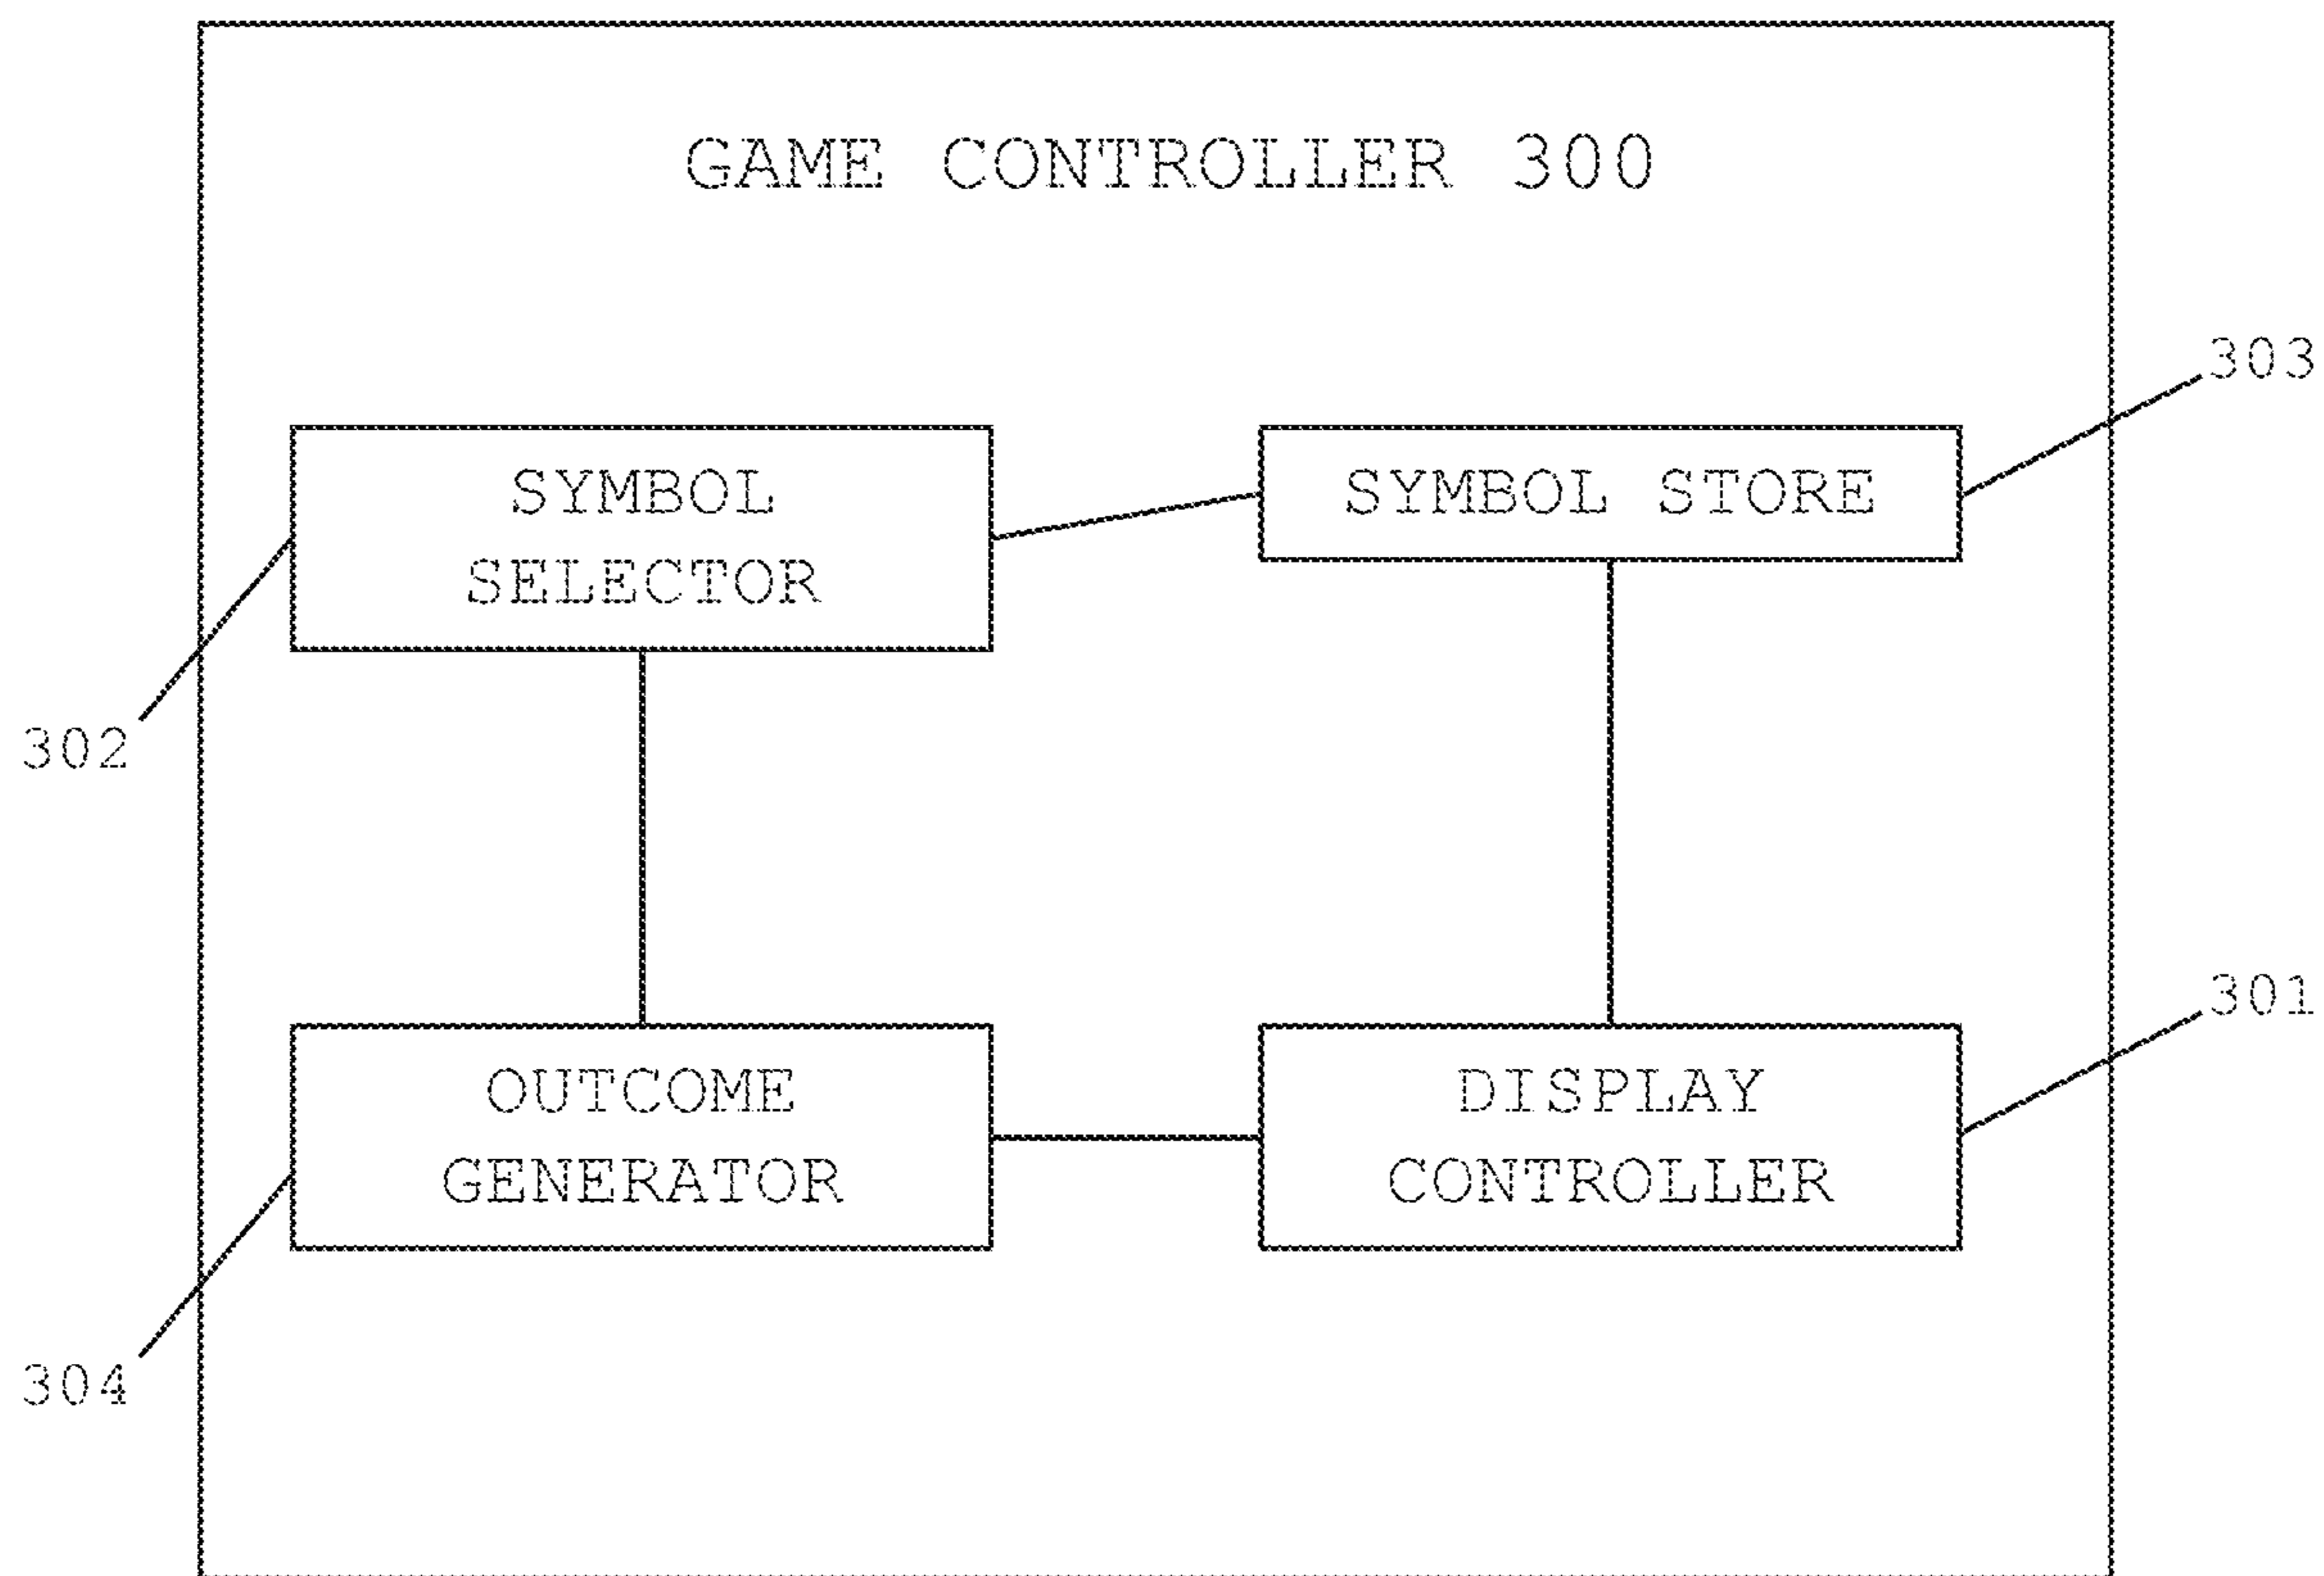 GAME CONTROLLER 300
303
SYMBOL
SELECTOR
SYMBOL STORE
302
301
OUTCOME
GENERATOR
DISPLAY
CONTROLLER
304